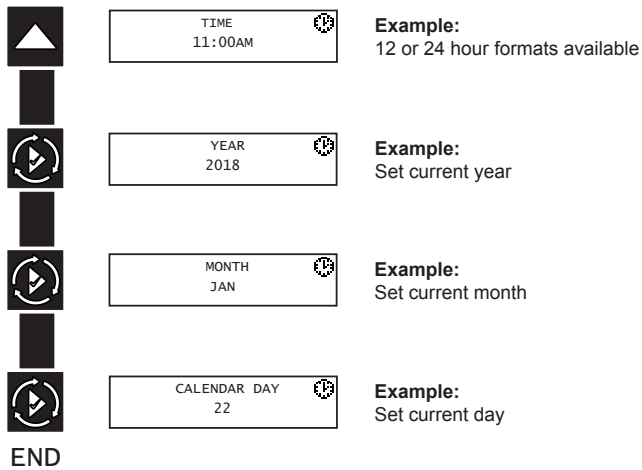 TIME
11:00AM
Example:
12 or 24 hour formats available
YEAR
2018
Example:
Set current year
MONTH
JAN
Example:
Set current month
CALENDAR DAY
22
Example:
Set current day
END